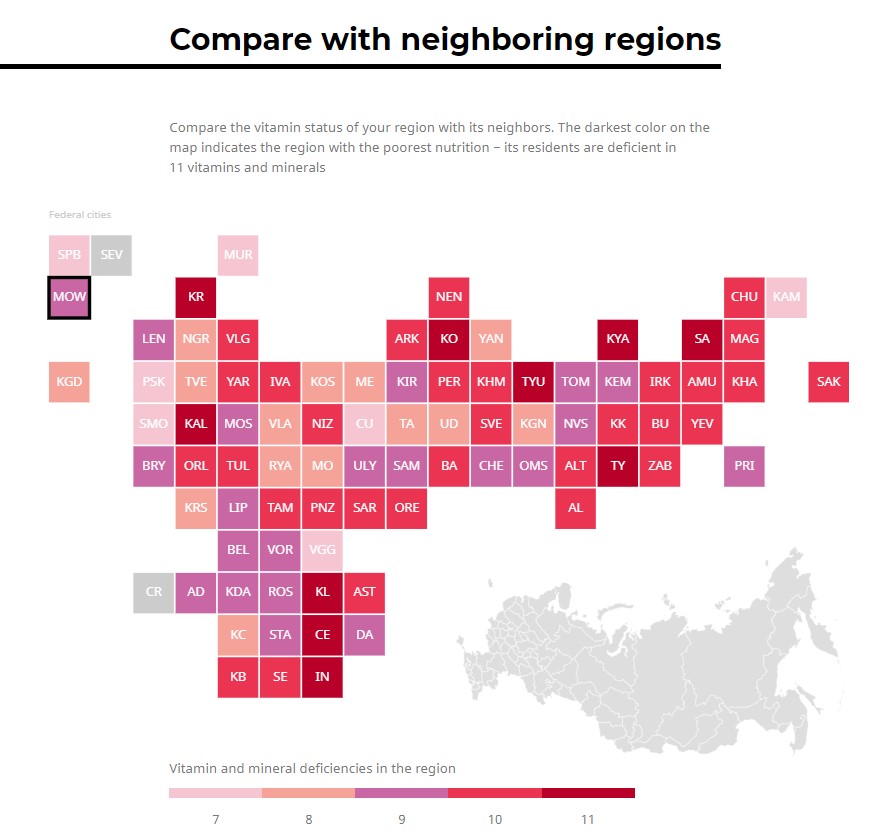 Compare with neighboring regions
Compare the vitamin status of your region with its neighbors. The darkest color on the
map indicates the region with the poorest nutrition – its residents are deficient in
11 vitamins and minerals
Federal cities
SPB SEV MUR
MOW KR NEN CHU KAM
LEN NGR VLG ARK KO YAN KYA SA MAG
KGD PSK TVE YAR IVA KOS ME KIR PER KHM TYU TOM KEM IRK AMU KHA SAK
SMO KAL MOS VLA NIZ CU TA UD SVE KGN NVS KK BU YEV
BRY ORL TUL RYA MO ULY SAM BA CHE OMS ALT TY ZAB PRI
KRS LIP TAM PNZ SAR ORE AL
BEL VOR VGG
CR AD KDA ROS KL AST
KC STA CE DA
KB SE IN
Vitamin and mineral deficiencies in the region
7 8 9 10 11